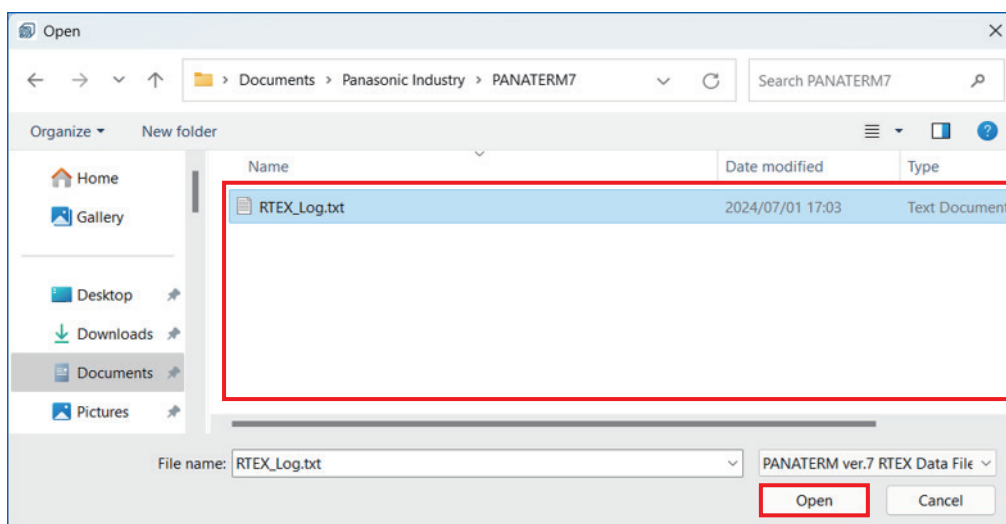 Open
Documents > Panasonic Industry > PANATERM7
Search PANATERM7
Organize
New folder
Name
Date modified
Type
Home
RTEX_Log.txt
2024/07/01 17:03
Text Documen
Gallery
Desktop
Downloads
Documents
Pictures
File name: RTEX_Log.txt
PANATERM ver.7 RTEX Data File
Open
Cancel